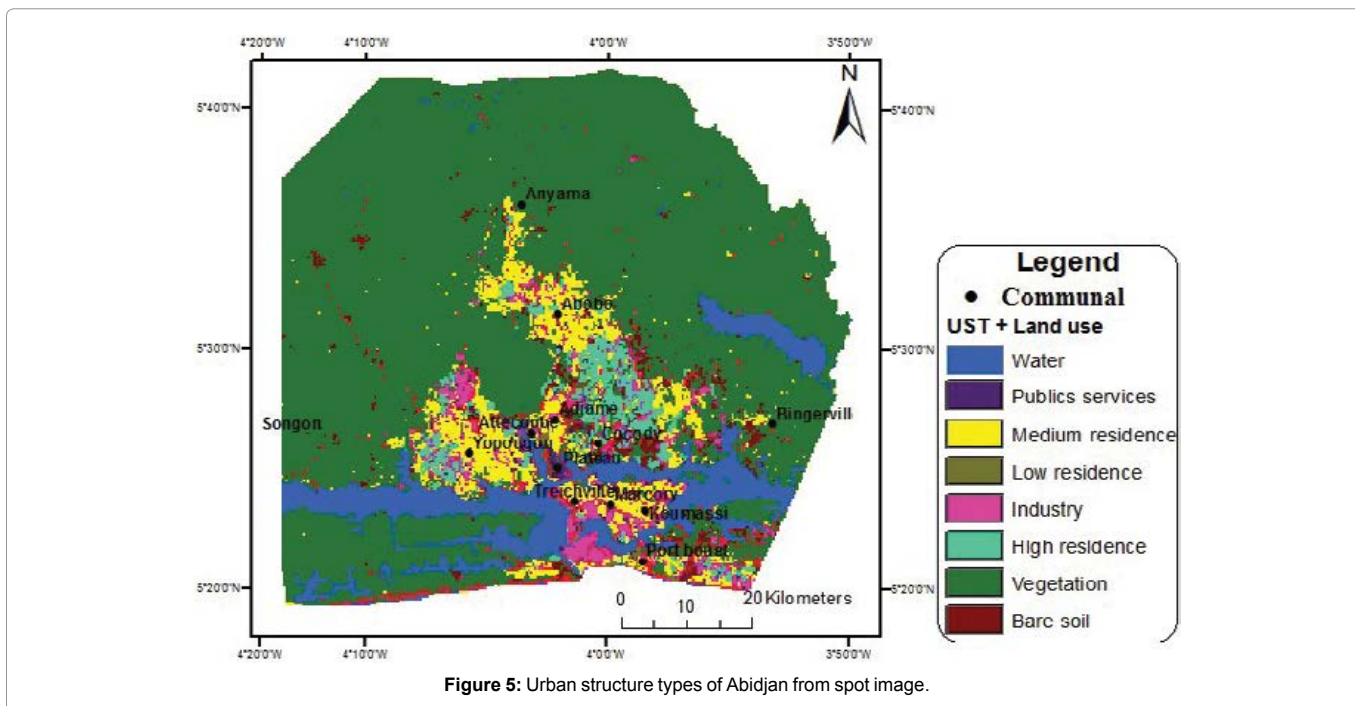 4°20'0"W 4°10'0"W 4°0'0"W 3°50'0"W
N
5°40'0"N 5°40'0"N
Anyama
Abobo
5°30'0"N 5°30'0"N
Adjame
Songon
Attecoube
Bingervill
Yopougon
Cocody
Plateau
Treichville
Marcory
Koumassi
Port bouet
5°20'0"N 5°20'0"N
0 10 20 Kilometers
4°20'0"W 4°10'0"W 4°0'0"W 3°50'0"W
Legend
Communal
UST + Land use
Water
Publics services
Medium residence
Low residence
Industry
High residence
Vegetation
Bare soil
Figure 5: Urban structure types of Abidjan from spot image.